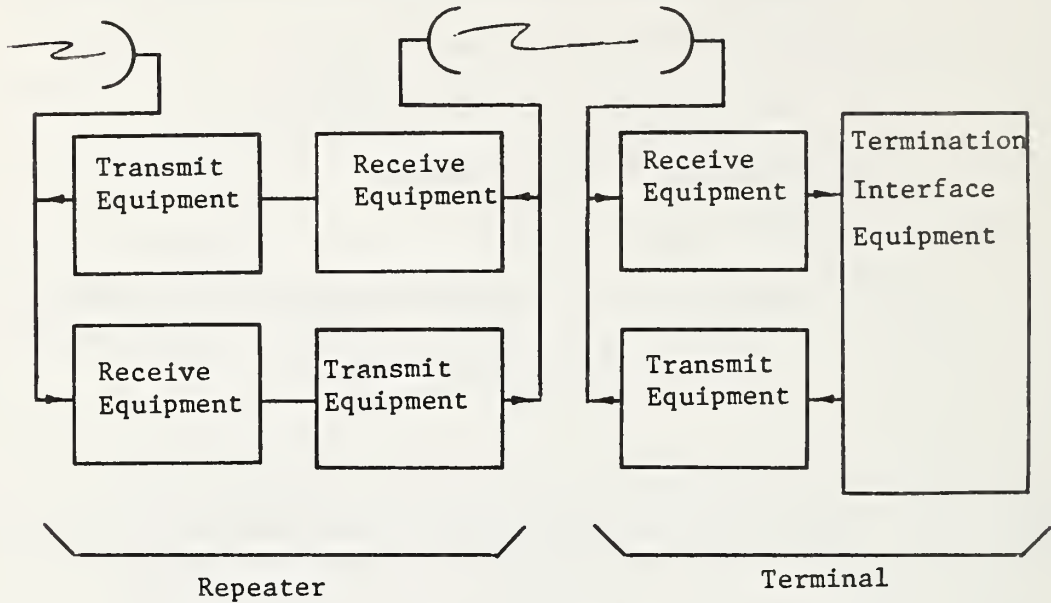 Transmit
Equipment
Receive
Equipment
Receive
Equipment
Termination
Interface
Equipment
Receive
Equipment
Transmit
Equipment
Transmit
Equipment
Repeater
Terminal